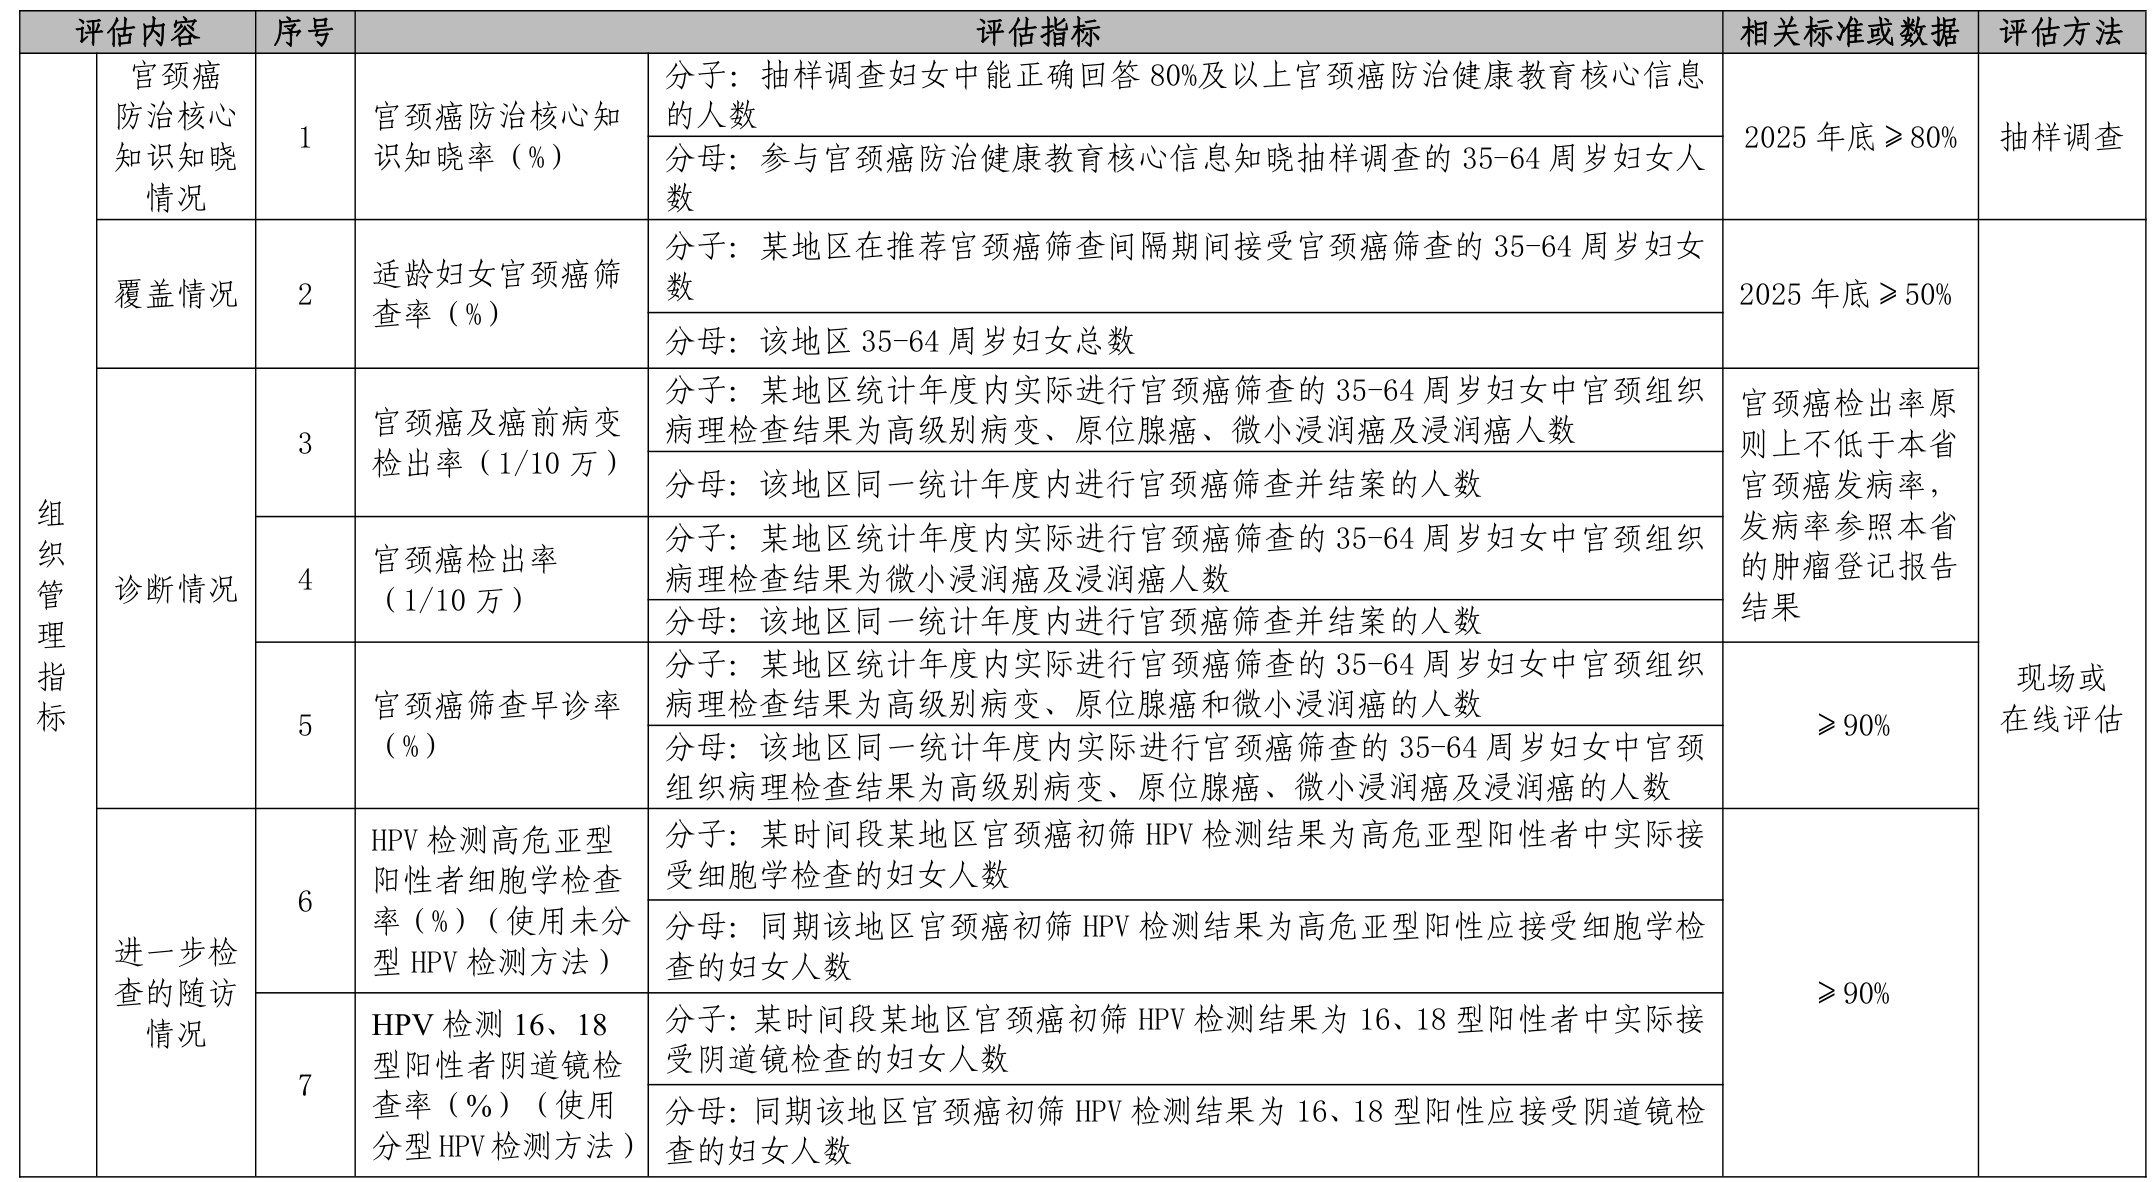 评估内容
序号
评估指标
相关标准或数据
评估方法
组
织
管
理
指
标
宫颈癌
防治核心
知识知晓
情况
1
宫颈癌防治核心知
识知晓率（%）
分子：抽样调查妇女中能正确回答 80%及以上宫颈癌防治健康教育核心信息
的人数
分母：参与宫颈癌防治健康教育核心信息知晓抽样调查的 35-64 周岁妇女人
数
2025 年底≥80%
抽样调查
覆盖情况
2
适龄妇女宫颈癌筛
查率（%）
分子：某地区在推荐宫颈癌筛查间隔期间接受宫颈癌筛查的 35-64 周岁妇女
数
分母：该地区 35-64 周岁妇女总数
2025 年底≥50%
现场或
在线评估
诊断情况
3
宫颈癌及癌前病变
检出率（1/10 万）
分子：某地区统计年度内实际进行宫颈癌筛查的 35-64 周岁妇女中宫颈组织
病理检查结果为高级别病变、原位腺癌、微小浸润癌及浸润癌人数
分母：该地区同一统计年度内进行宫颈癌筛查并结案的人数
宫颈癌检出率原
则上不低于本省
宫颈癌发病率，
发病率参照本省
的肿瘤登记报告
结果
4
宫颈癌检出率
（1/10 万）
分子：某地区统计年度内实际进行宫颈癌筛查的 35-64 周岁妇女中宫颈组织
病理检查结果为微小浸润癌及浸润癌人数
分母：该地区同一统计年度内进行宫颈癌筛查并结案的人数
5
宫颈癌筛查早诊率
（%）
分子：某地区统计年度内实际进行宫颈癌筛查的 35-64 周岁妇女中宫颈组织
病理检查结果为高级别病变、原位腺癌和微小浸润癌的人数
分母：该地区同一统计年度内实际进行宫颈癌筛查的 35-64 周岁妇女中宫颈
组织病理检查结果为高级别病变、原位腺癌、微小浸润癌及浸润癌的人数
≥90%
进一步检
查的随访
情况
6
HPV 检测高危亚型
阳性者细胞学检查
率（%）（使用未分
型 HPV 检测方法）
分子：某时间段某地区宫颈癌初筛 HPV 检测结果为高危亚型阳性者中实际接
受细胞学检查的妇女人数
分母：同期该地区宫颈癌初筛 HPV 检测结果为高危亚型阳性应接受细胞学检
查的妇女人数
≥90%
7
HPV 检测 16、18
型阳性者阴道镜检
查率（%）（使用
分型 HPV 检测方法）
分子：某时间段某地区宫颈癌初筛 HPV 检测结果为 16、18 型阳性者中实际接
受阴道镜检查的妇女人数
分母：同期该地区宫颈癌初筛 HPV 检测结果为 16、18 型阳性应接受阴道镜检
查的妇女人数